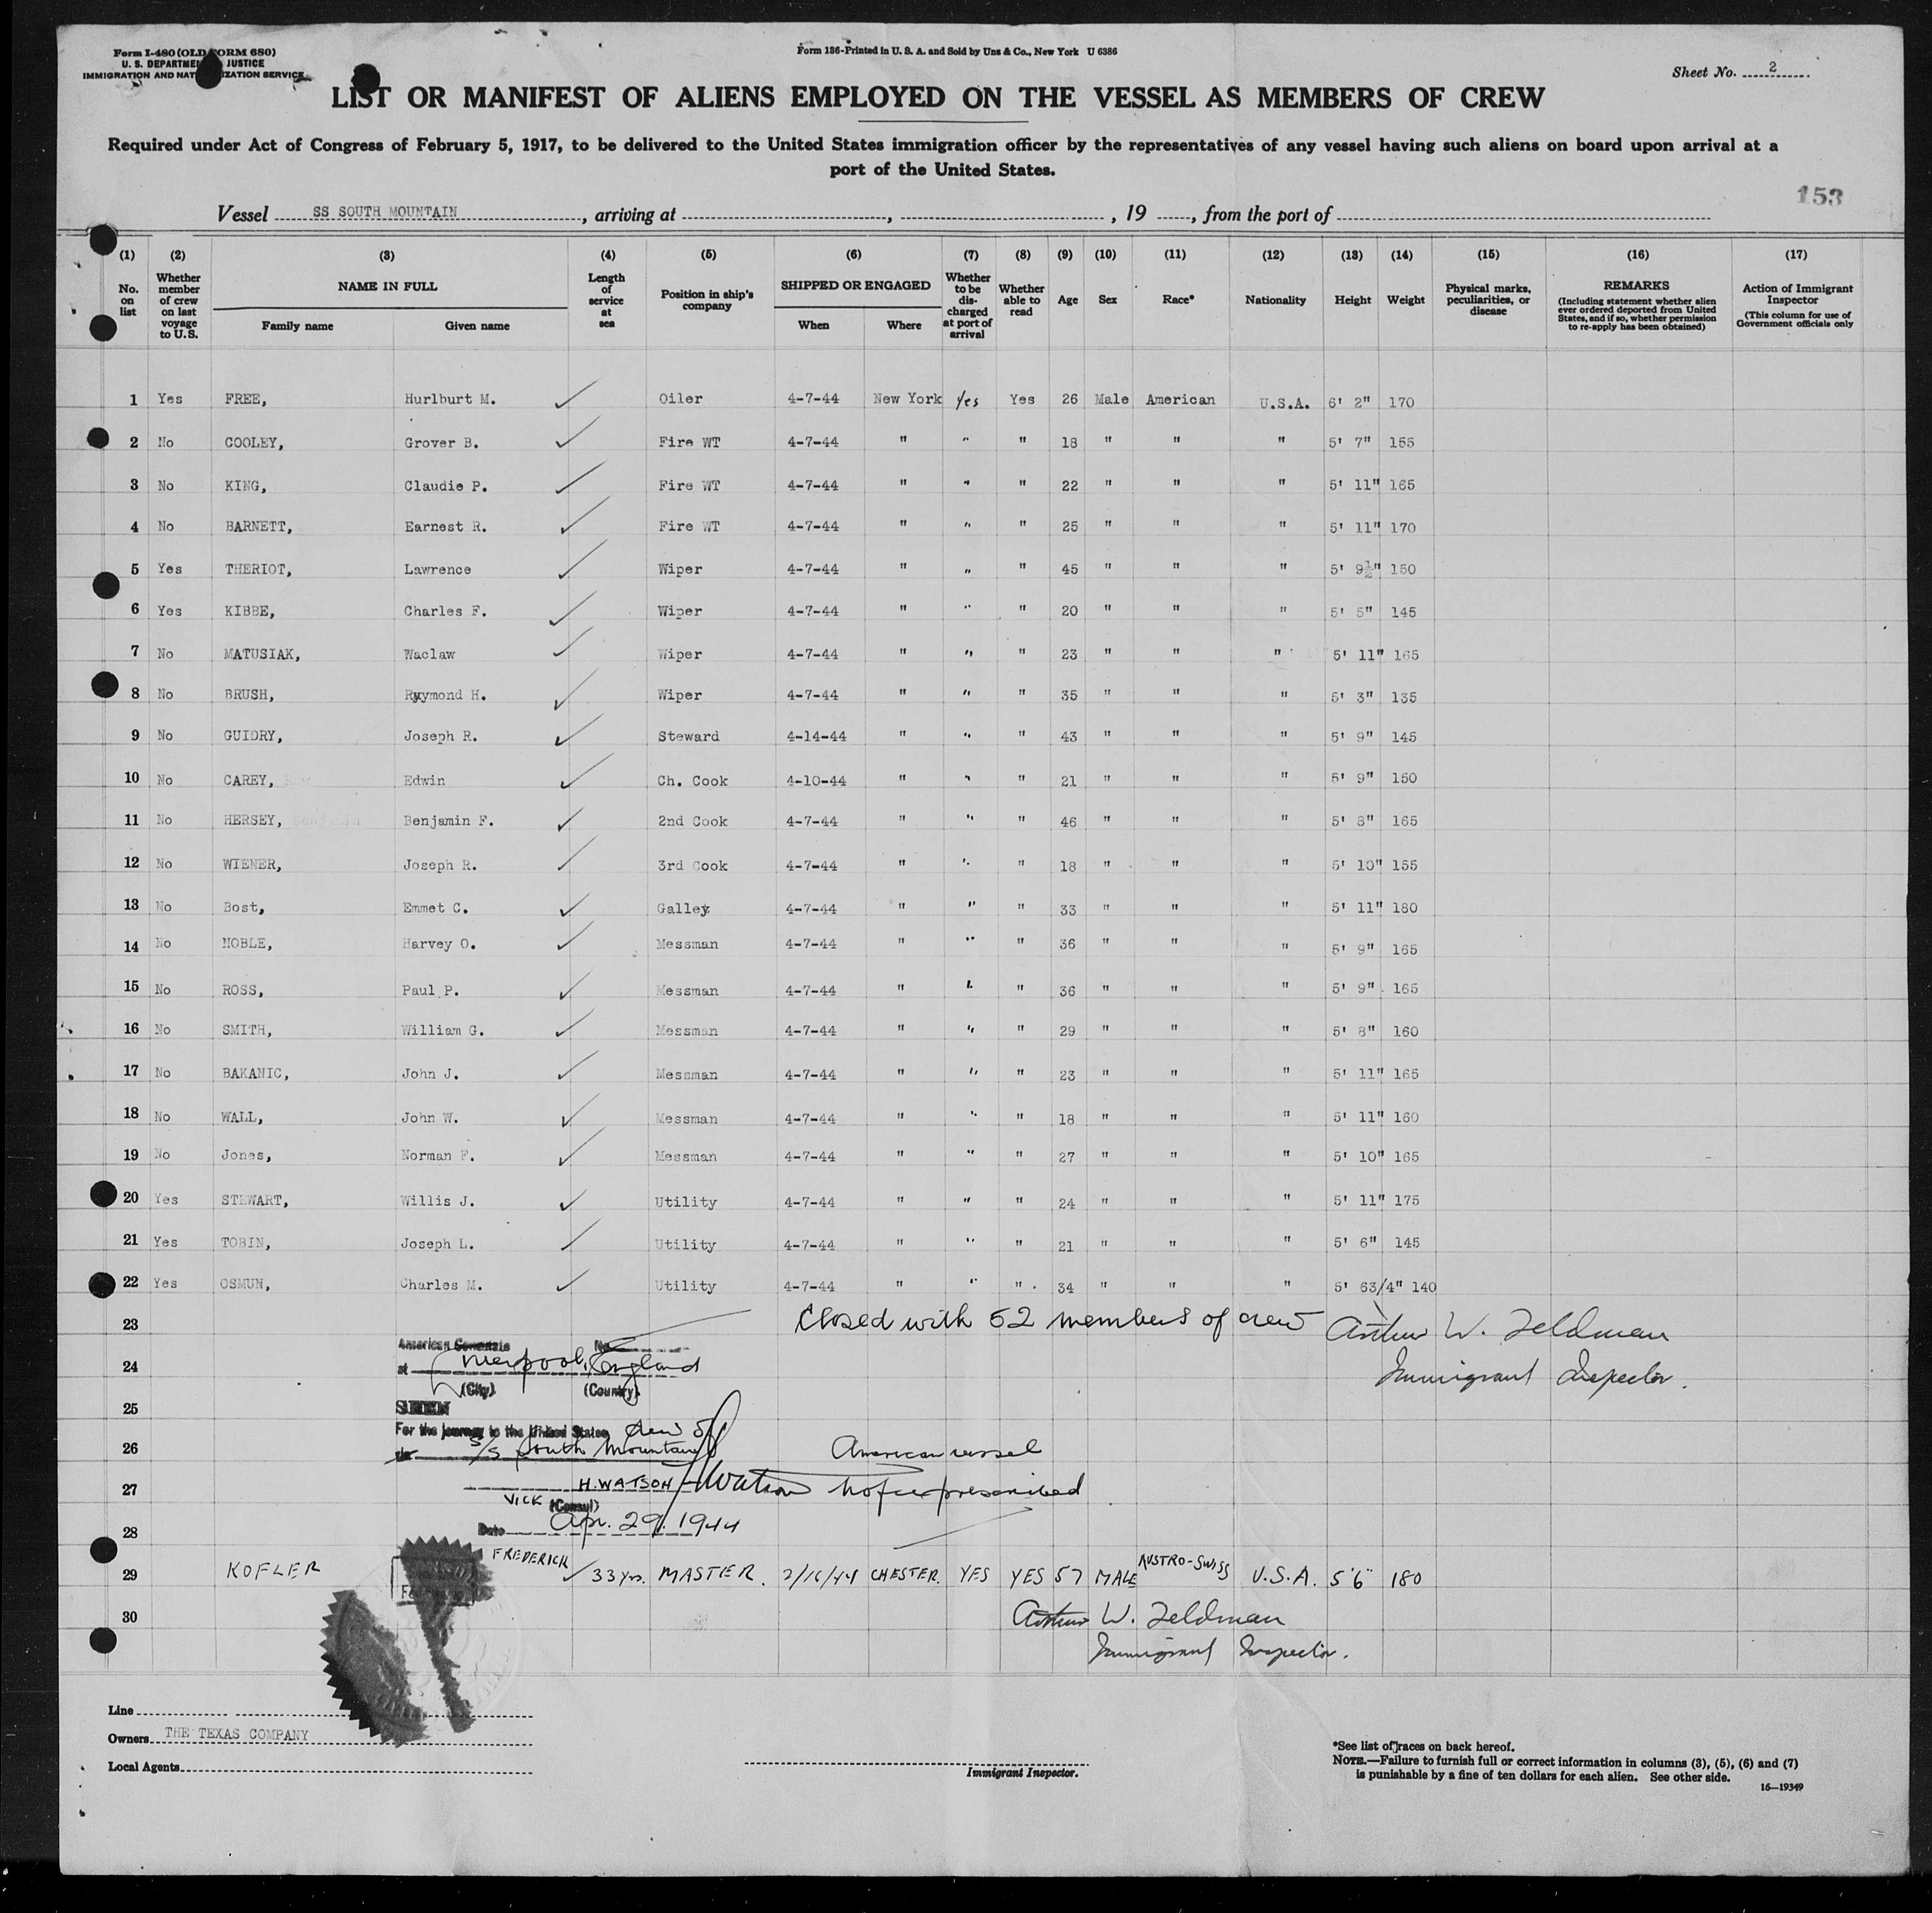 Form I-480 (OLD FORM 680)
U. S. DEPARTMENT JUSTICE
IMMIGRATION AND NATURALIZATION SERVICE
Form 136-Printed in U. S. A. and Sold by Unz & Co., New York U 6386
Sheet No. 2
LIST OR MANIFEST OF ALIENS EMPLOYED ON THE VESSEL AS MEMBERS OF CREW
Required under Act of Congress of February 5, 1917, to be delivered to the United States immigration officer by the representatives of any vessel having such aliens on board upon arrival at a
port of the United States.
153
Vessel SS SOUTH MOUNTAIN, arriving at , , 19 , from the port of
(1) No. on list
(2) Whether member of crew on last voyage to U.S.
(3) NAME IN FULL Family name Given name
(4) Length of service at sea
(5) Position in ship's company
(6) SHIPPED OR ENGAGED When Where
(7) Whether to be discharged at port of arrival
(8) Whether able to read
(9) Age
(10) Sex
(11) Race*
(12) Nationality
(13) Height
(14) Weight
(15) Physical marks, peculiarities, or disease
(16) REMARKS (Including statement whether alien ever ordered deported from United States, and if so, whether permission to re-apply has been obtained)
(17) Action of Immigrant Inspector (This column for use of Government officials only
1 Yes FREE, Hurlburt M. Oiler 4-7-44 New York Yes Yes 26 Male American U.S.A. 6' 2" 170
2 No COOLEY, Grover B. Fire WT 4-7-44 " " " 18 " " " 5' 7" 155
3 No KING, Claudie P. Fire WT 4-7-44 " " " 22 " " " 5' 11" 165
4 No BARNETT, Earnest R. Fire WT 4-7-44 " " " 25 " " " 5' 11" 170
5 Yes THERIOT, Lawrence Wiper 4-7-44 " " " 45 " " " 5' 9½" 150
6 Yes KIBBE, Charles F. Wiper 4-7-44 " " " 20 " " " 5' 5" 145
7 No MATUSIAK, Waclaw Wiper 4-7-44 " " " 23 " " " 5' 11" 165
8 No BRUSH, Raymond H. Wiper 4-7-44 " " " 35 " " " 5' 3" 135
9 No GUIDRY, Joseph R. Steward 4-14-44 " " " 43 " " " 5' 9" 145
10 No CAREY, Edwin Ch. Cook 4-10-44 " " " 21 " " " 5' 9" 150
11 No HERSEY, Benjamin F. 2nd Cook 4-7-44 " " " 46 " " " 5' 8" 165
12 No WIENER, Joseph R. 3rd Cook 4-7-44 " " " 18 " " " 5' 10" 155
13 No Bost, Emmet C. Galley 4-7-44 " " " 33 " " " 5' 11" 180
14 No NOBLE, Harvey O. Messman 4-7-44 " " " 36 " " " 5' 9" 165
15 No ROSS, Paul P. Messman 4-7-44 " " " 36 " " " 5' 9" 165
16 No SMITH, William G. Messman 4-7-44 " " " 29 " " " 5' 8" 160
17 No BAKANIC, John J. Messman 4-7-44 " " " 23 " " " 5' 11" 165
18 No WALL, John W. Messman 4-7-44 " " " 18 " " " 5' 11" 160
19 No Jones, Norman F. Messman 4-7-44 " " " 27 " " " 5' 10" 165
20 Yes STEWART, Willis J. Utility 4-7-44 " " " 24 " " " 5' 11" 175
21 Yes TOBIN, Joseph L. Utility 4-7-44 " " " 21 " " " 5' 6" 145
22 Yes OSMUN, Charles M. Utility 4-7-44 " " " 34 " " " 5' 63/4" 140
23 Closed with 52 members of crew Arthur W. Feldman
American Consulate No.
24 at Liverpool, England Immigrant Inspector.
(City) (Country)
25 SEEN
For the journey to the United States
26 S/S South Mountain American vessel
27 H. WATSON HWatson No fee prescribed
VICE (Consul)
28 Date Apr. 29. 1944
29 KOFLER FREDERICK 33 yrs. MASTER. 2/16/44 CHESTER. YES YES 57 MALE AUSTRO-SWISS U.S.A. 5'6" 180
30 Arthur W. Feldman
Immigrant Inspector.
Line
Owners THE TEXAS COMPANY
Local Agents
Immigrant Inspector.
*See list of races on back hereof.
NOTE.—Failure to furnish full or correct information in columns (3), (5), (6) and (7)
is punishable by a fine of ten dollars for each alien. See other side.
16—19349